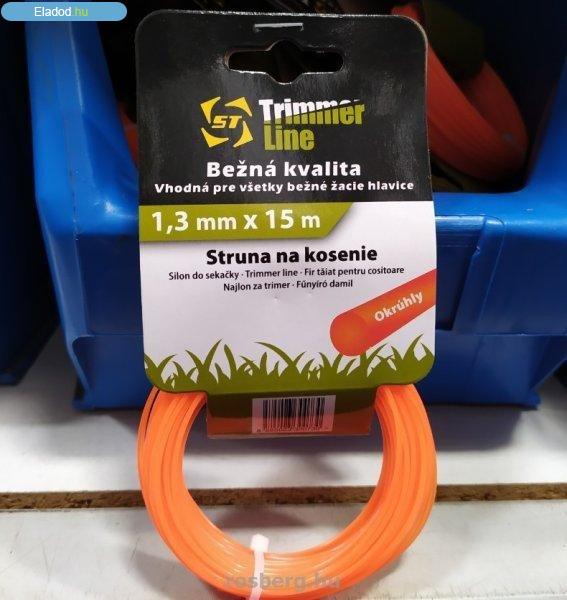 Eladod.hu
ST
Trimmer
Line
Bežná kvalita
Vhodná pre všetky bežné žacie hlavice
1,3 mm x 15 m
Struna na kosenie
Silon do sekačky · Trimmer line · Fir tăiat pentru cositoare
Najlon za trimer · Fűnyíró damil
Okrúhly
rosberg.hu